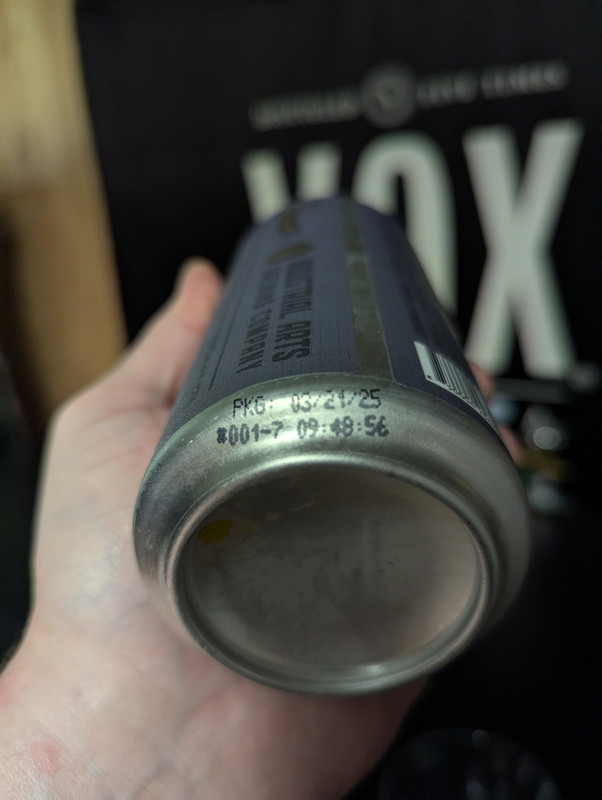 VOX
INDUSTRIAL ARTS
BREWING COMPANY
PKG: 03/21/25
#001-7 09:48:56